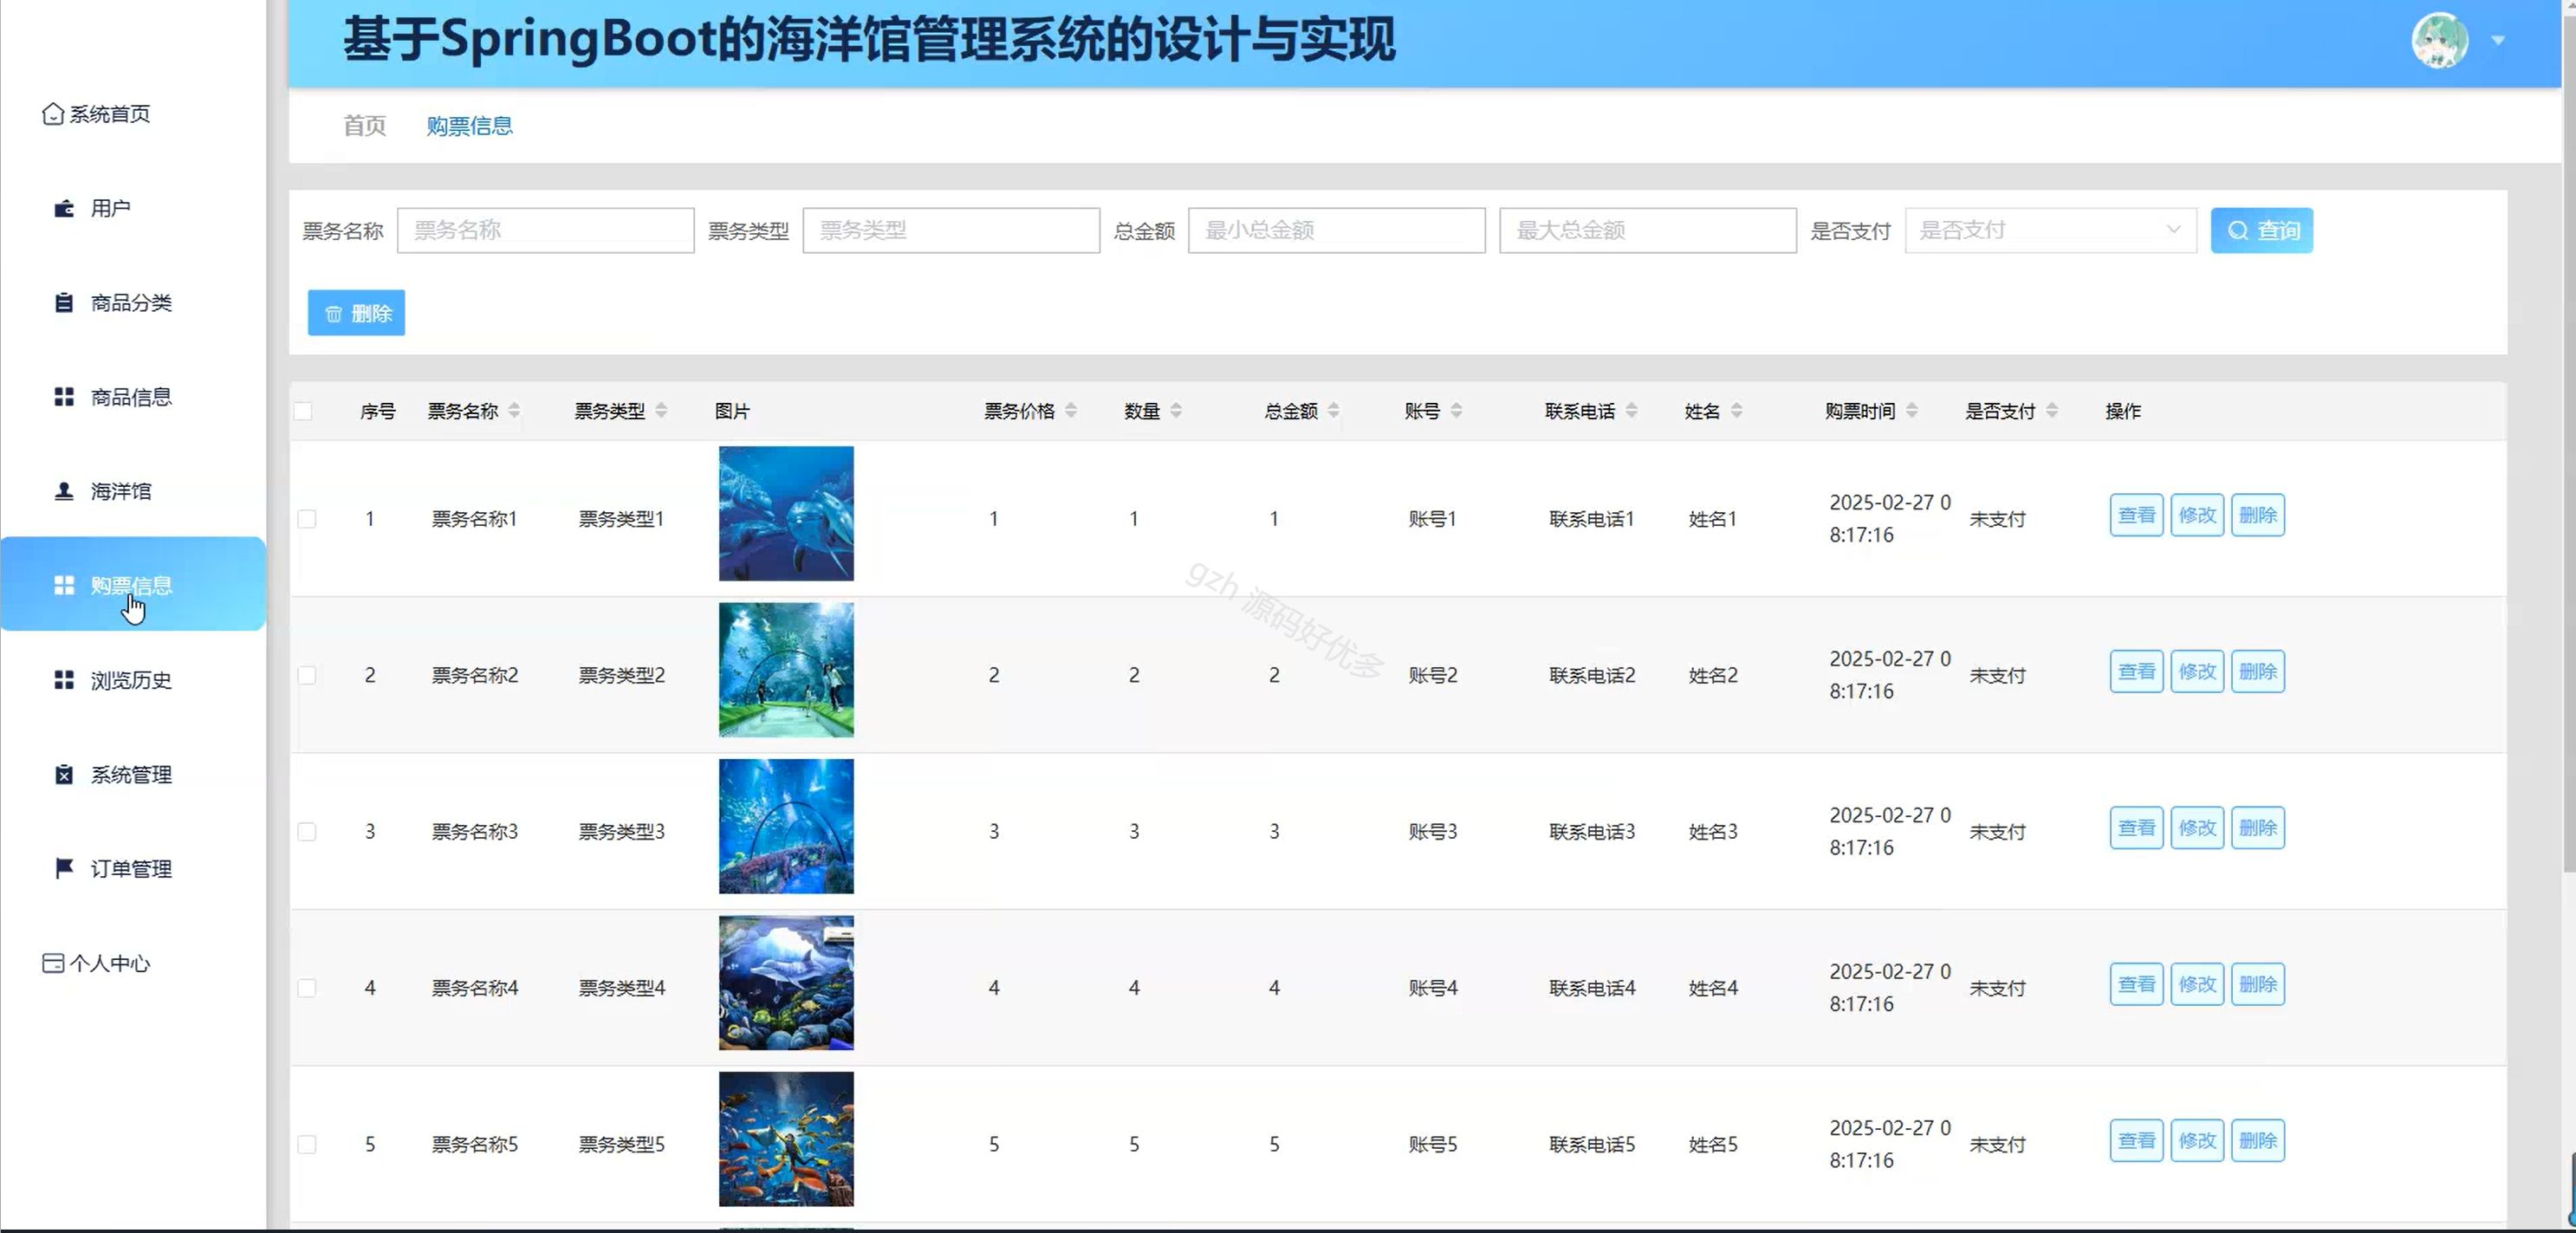 基于SpringBoot的海洋馆管理系统的设计与实现
系统首页
用户
商品分类
商品信息
海洋馆
购票信息
浏览历史
系统管理
订单管理
个人中心
首页 购票信息
票务名称 票务名称 票务类型 票务类型 总金额 最小总金额 最大总金额 是否支付 是否支付 查询
删除
序号 票务名称 票务类型 图片 票务价格 数量 总金额 账号 联系电话 姓名 购票时间 是否支付 操作
1 票务名称1 票务类型1 1 1 1 账号1 联系电话1 姓名1 2025-02-27 0
8:17:16 未支付 查看 修改 删除
2 票务名称2 票务类型2 2 2 2 账号2 联系电话2 姓名2 2025-02-27 0
8:17:16 未支付 查看 修改 删除
3 票务名称3 票务类型3 3 3 3 账号3 联系电话3 姓名3 2025-02-27 0
8:17:16 未支付 查看 修改 删除
4 票务名称4 票务类型4 4 4 4 账号4 联系电话4 姓名4 2025-02-27 0
8:17:16 未支付 查看 修改 删除
5 票务名称5 票务类型5 5 5 5 账号5 联系电话5 姓名5 2025-02-27 0
8:17:16 未支付 查看 修改 删除
gzh 源码好优多